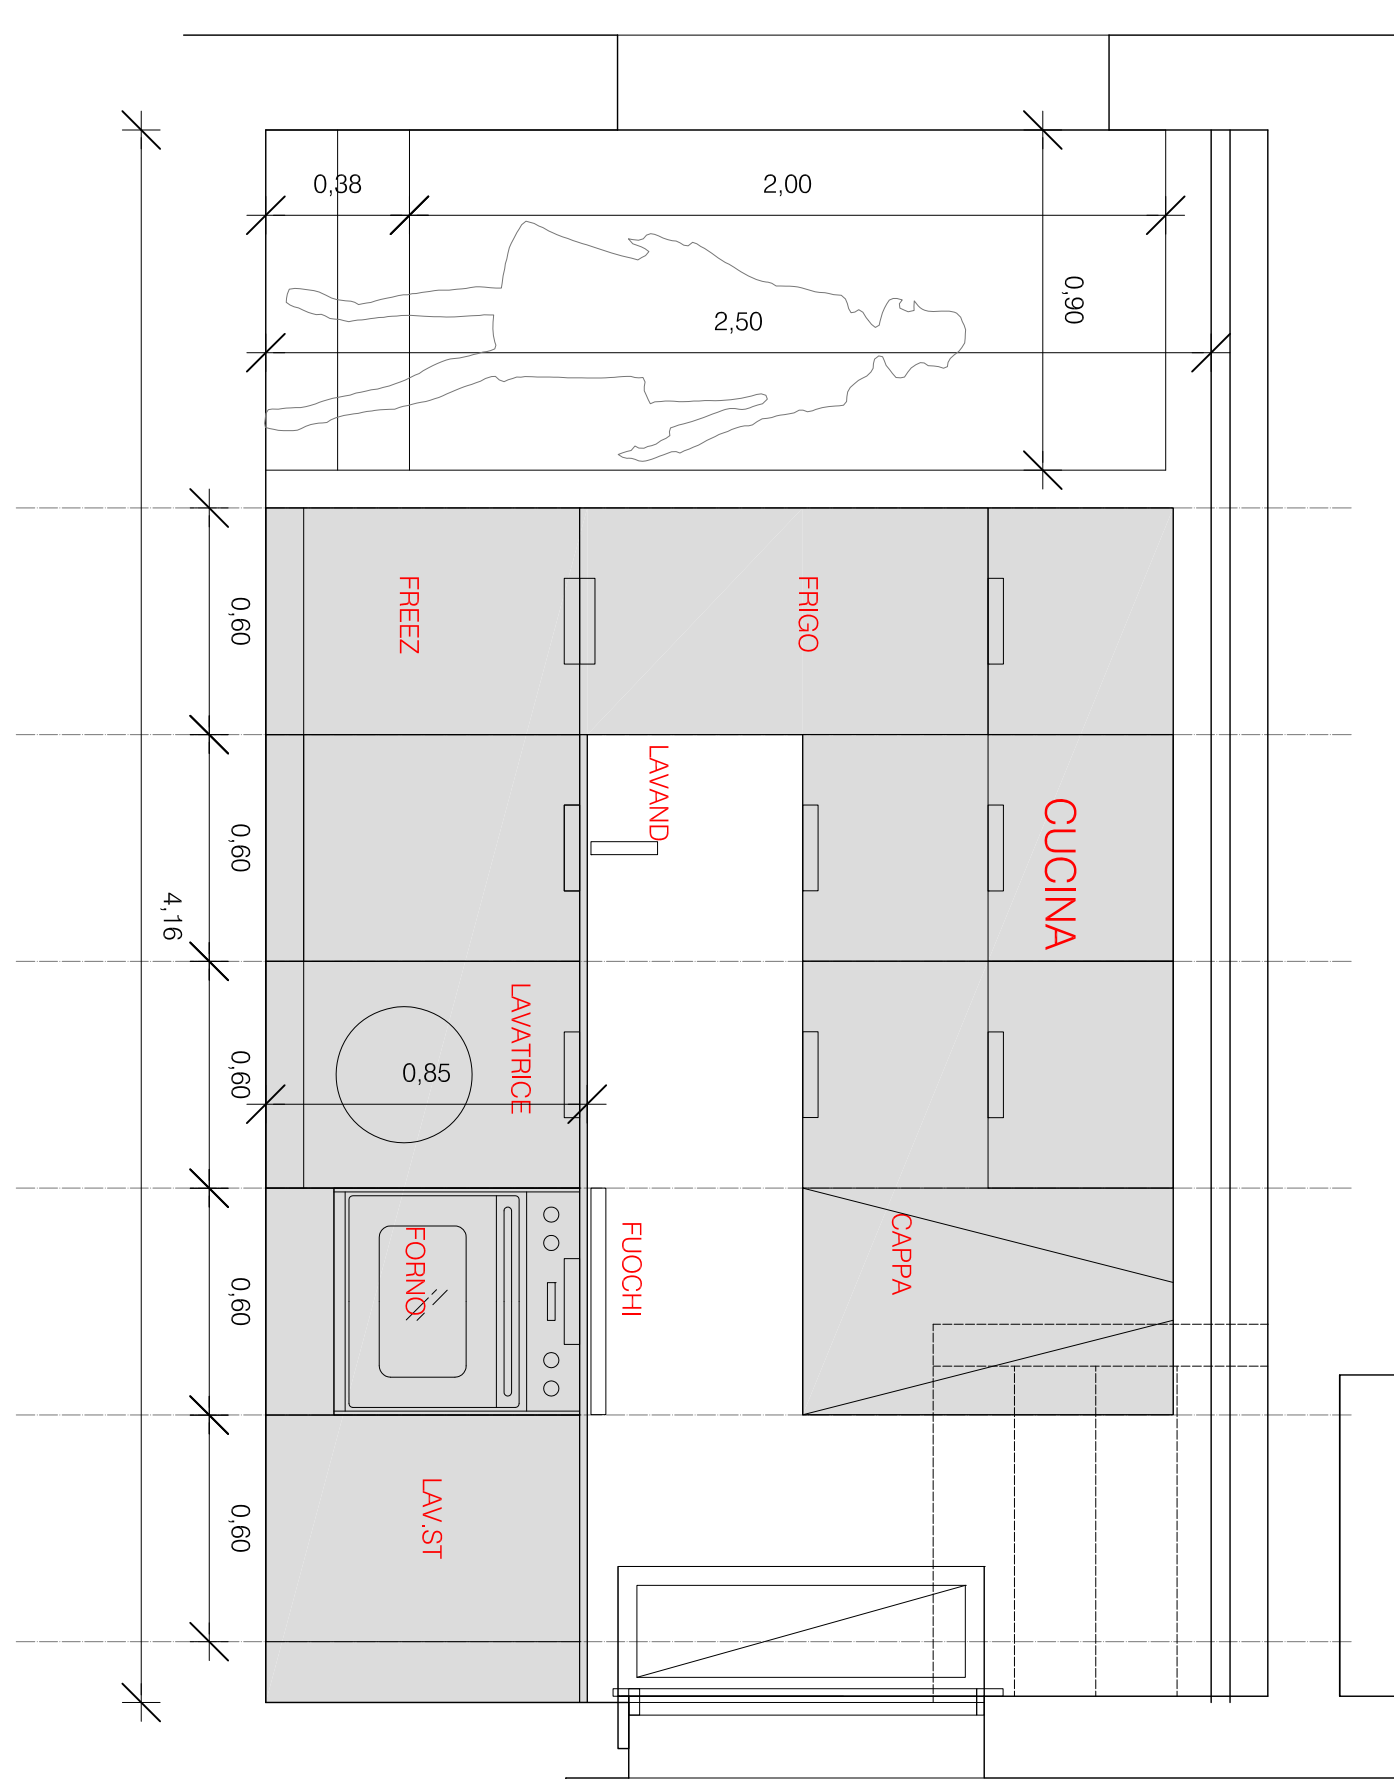 0,38
2,00
0,90
2,50
FREEZ
FRIGO
0,60
LAVAND
CUCINA
0,60
4,16
LAVATRICE
0,85
0,60
FORNO
FUOCHI
CAPPA
0,60
LAV.ST
0,60